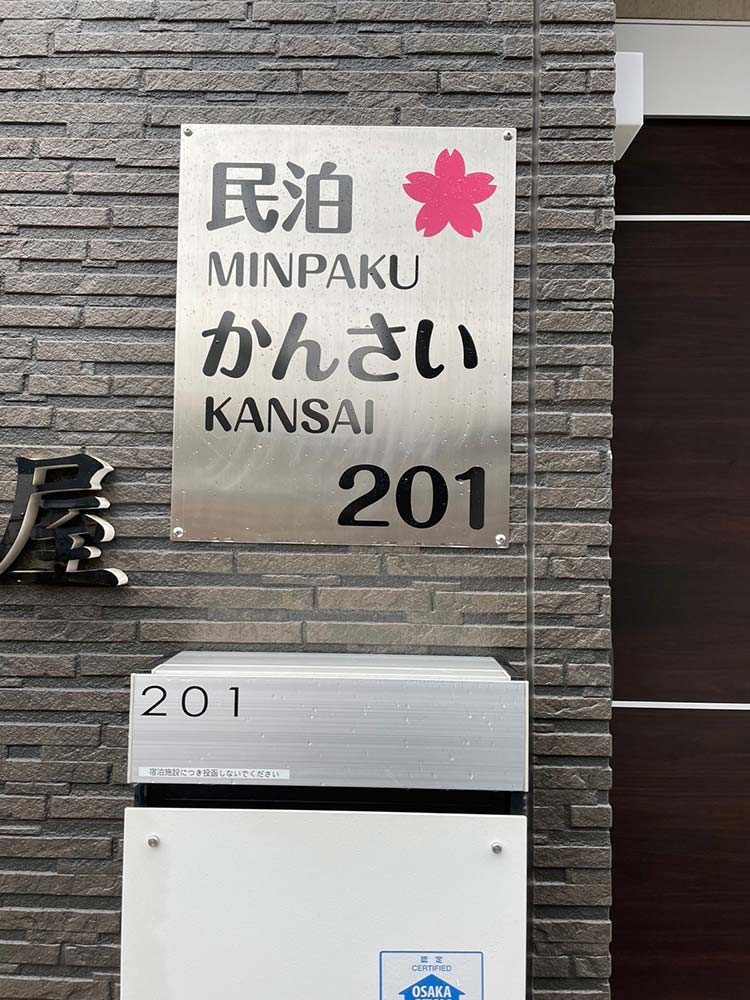 民泊
MINPAKU
かんさい
KANSAI
201
屋
201
宿泊施設につき投函しないでください
認定
CERTIFIED
OSAKA